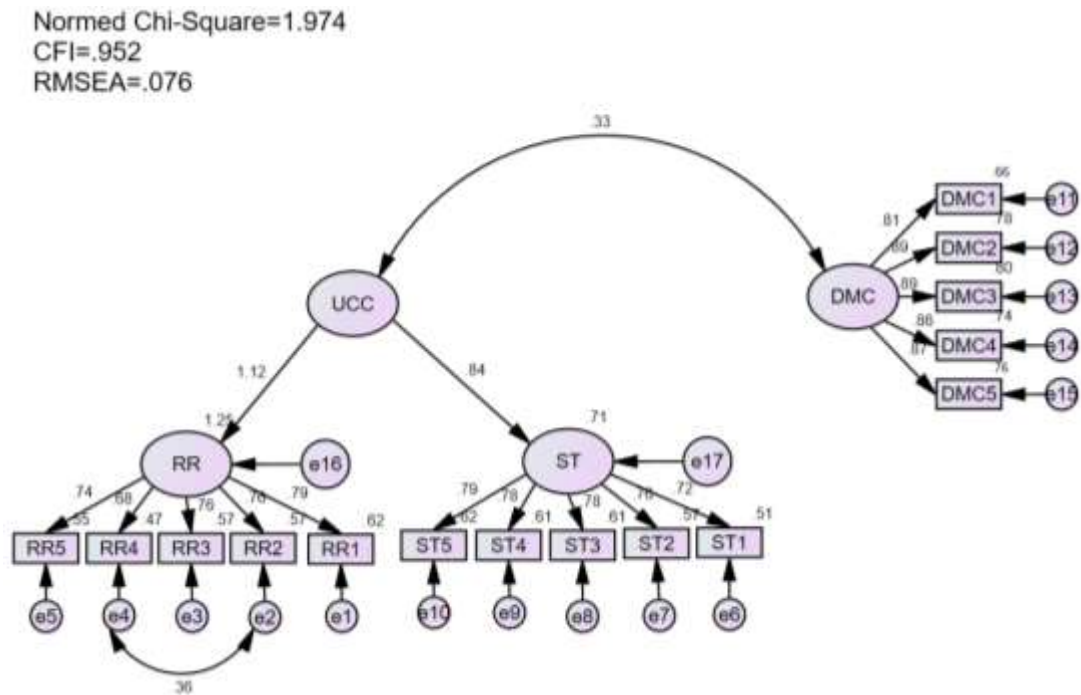 Normed Chi-Square=1.974
CFI=.952
RMSEA=.076
.33
66
DMC1
e11
.81
78
DMC2
e12
.89
80
DMC3
e13
.89
74
DMC4
e14
.86
76
DMC5
e15
.87
UCC
DMC
1.12
.84
1.25
.71
RR
e16
ST
e17
.74
.68
.76
.76
.79
.79
.78
.78
.76
.72
.55
.47
.57
.57
.62
.62
.61
.61
.57
.51
RR5
RR4
RR3
RR2
RR1
ST5
ST4
ST3
ST2
ST1
e5
e4
e3
e2
e1
e10
e9
e8
e7
e6
.36